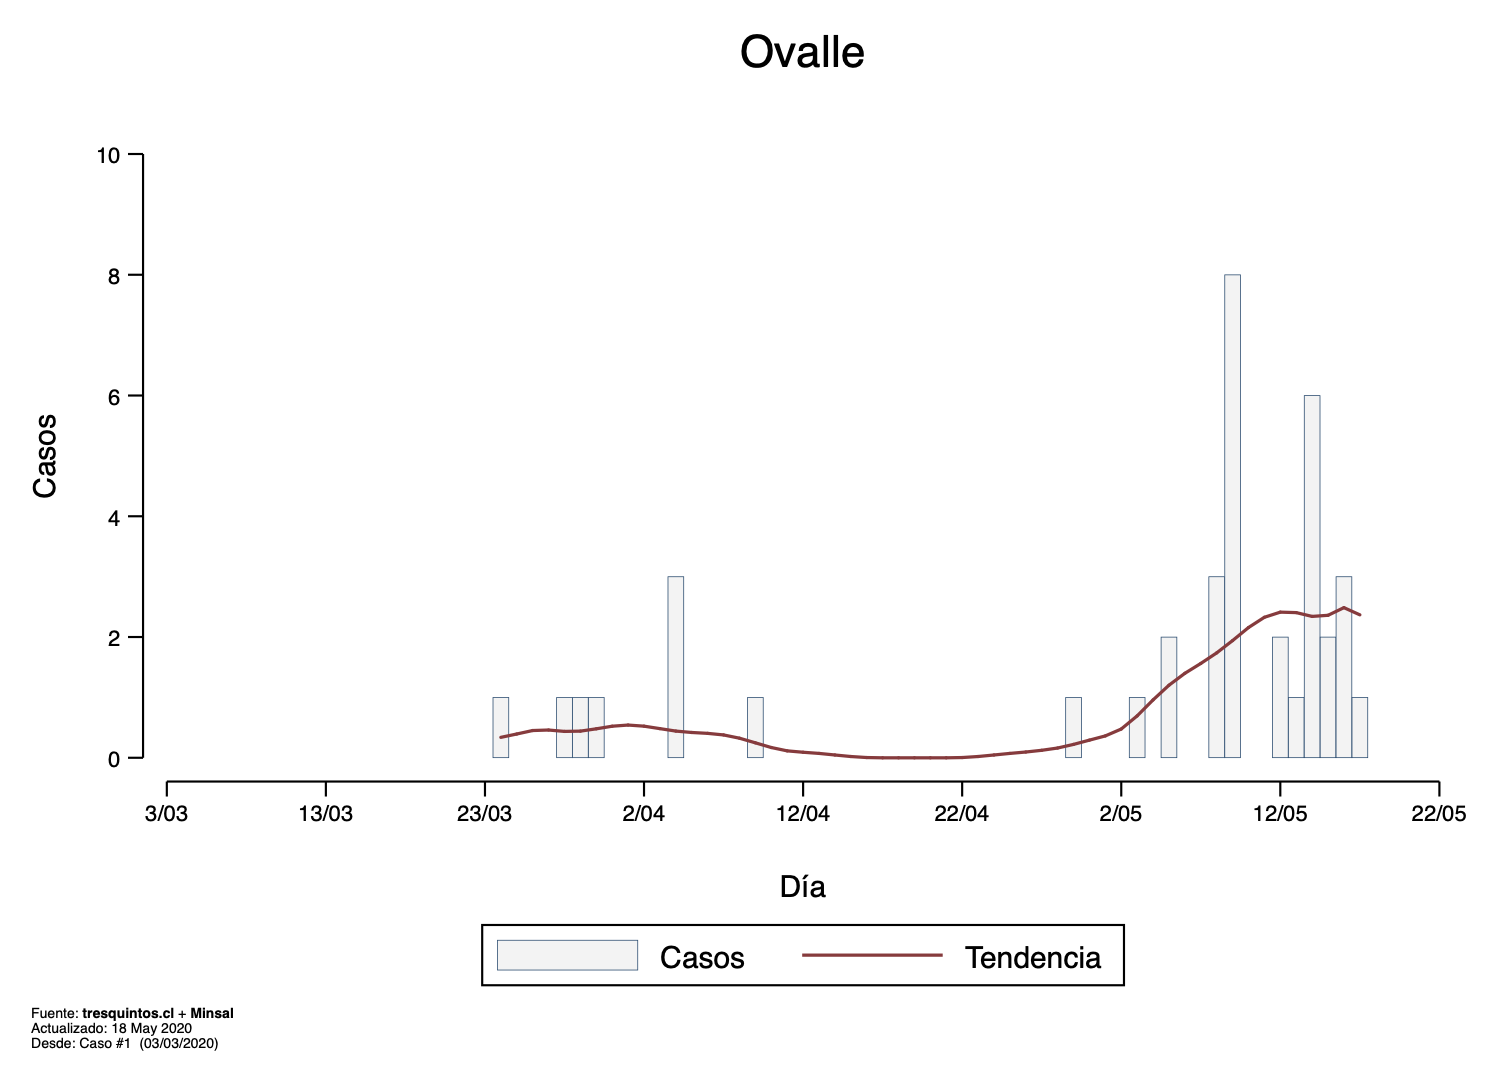 Ovalle
Casos
10
8
6
4
2
0
3/03 13/03 23/03 2/04 12/04 22/04 2/05 12/05 22/05
Día
Casos Tendencia
Fuente: tresquintos.cl + Minsal
Actualizado: 18 May 2020
Desde: Caso #1 (03/03/2020)